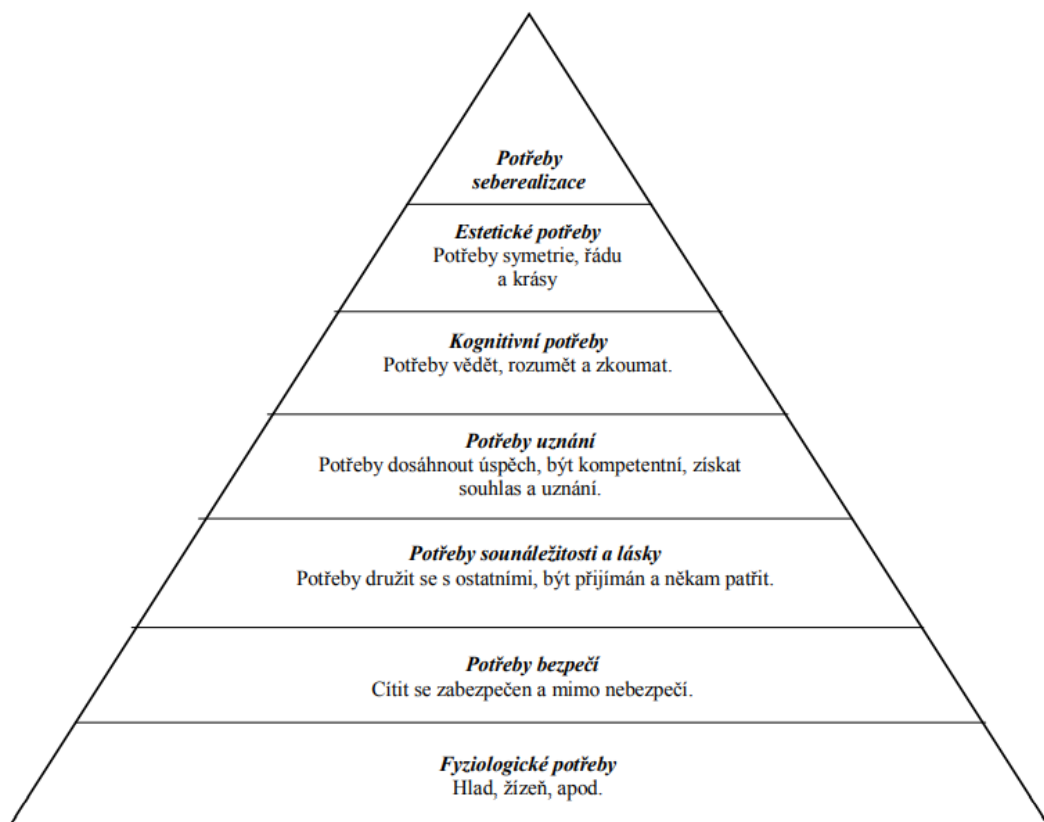 Potřeby
seberealizace
Estetické potřeby
Potřeby symetrie, řádu
a krásy
Kognitivní potřeby
Potřeby vědět, rozumět a zkoumat.
Potřeby uznání
Potřeby dosáhnout úspěch, být kompetentní, získat
souhlas a uznání.
Potřeby sounáležitosti a lásky
Potřeby družit se s ostatními, být přijímán a někam patřit.
Potřeby bezpečí
Cítit se zabezpečen a mimo nebezpečí.
Fyziologické potřeby
Hlad, žízeň, apod.